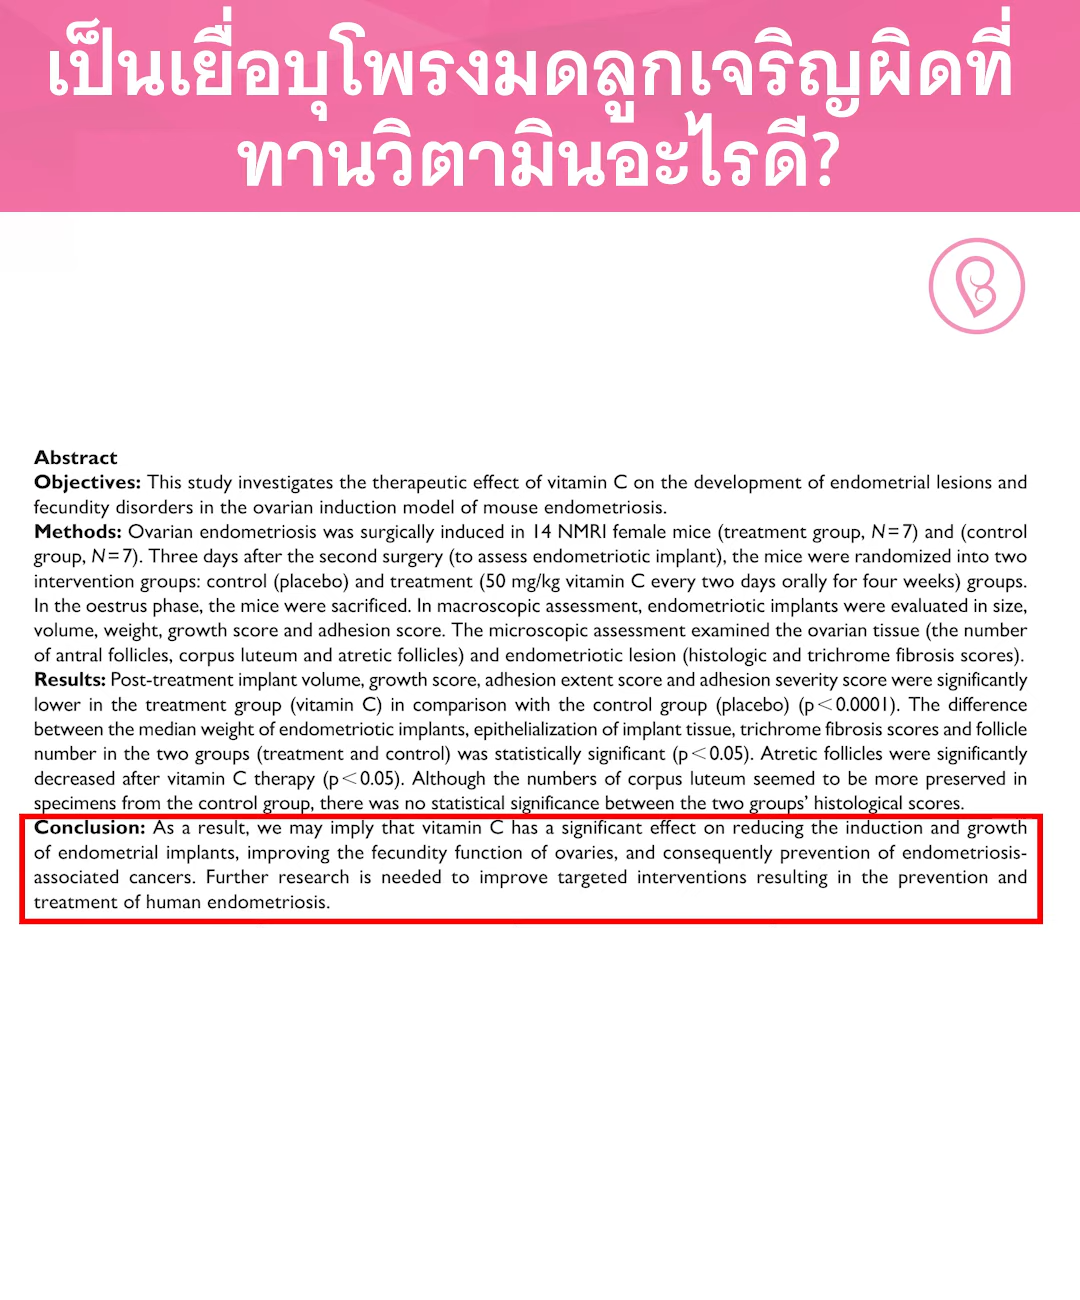 เป็นเยื่อบุโพรงมดลูกเจริญผิดที่
ทานวิตามินอะไรดี?
Abstract
Objectives: This study investigates the therapeutic effect of vitamin C on the development of endometrial lesions and
fecundity disorders in the ovarian induction model of mouse endometriosis.
Methods: Ovarian endometriosis was surgically induced in 14 NMRI female mice (treatment group, N=7) and (control
group, N=7). Three days after the second surgery (to assess endometriotic implant), the mice were randomized into two
intervention groups: control (placebo) and treatment (50 mg/kg vitamin C every two days orally for four weeks) groups.
In the oestrus phase, the mice were sacrificed. In macroscopic assessment, endometriotic implants were evaluated in size,
volume, weight, growth score and adhesion score. The microscopic assessment examined the ovarian tissue (the number
of antral follicles, corpus luteum and atretic follicles) and endometriotic lesion (histologic and trichrome fibrosis scores).
Results: Post-treatment implant volume, growth score, adhesion extent score and adhesion severity score were significantly
lower in the treatment group (vitamin C) in comparison with the control group (placebo) (p<0.0001). The difference
between the median weight of endometriotic implants, epithelialization of implant tissue, trichrome fibrosis scores and follicle
number in the two groups (treatment and control) was statistically significant (p<0.05). Atretic follicles were significantly
decreased after vitamin C therapy (p<0.05). Although the numbers of corpus luteum seemed to be more preserved in
specimens from the control group, there was no statistical significance between the two groups’ histological scores.
Conclusion: As a result, we may imply that vitamin C has a significant effect on reducing the induction and growth
of endometrial implants, improving the fecundity function of ovaries, and consequently prevention of endometriosis-
associated cancers. Further research is needed to improve targeted interventions resulting in the prevention and
treatment of human endometriosis.